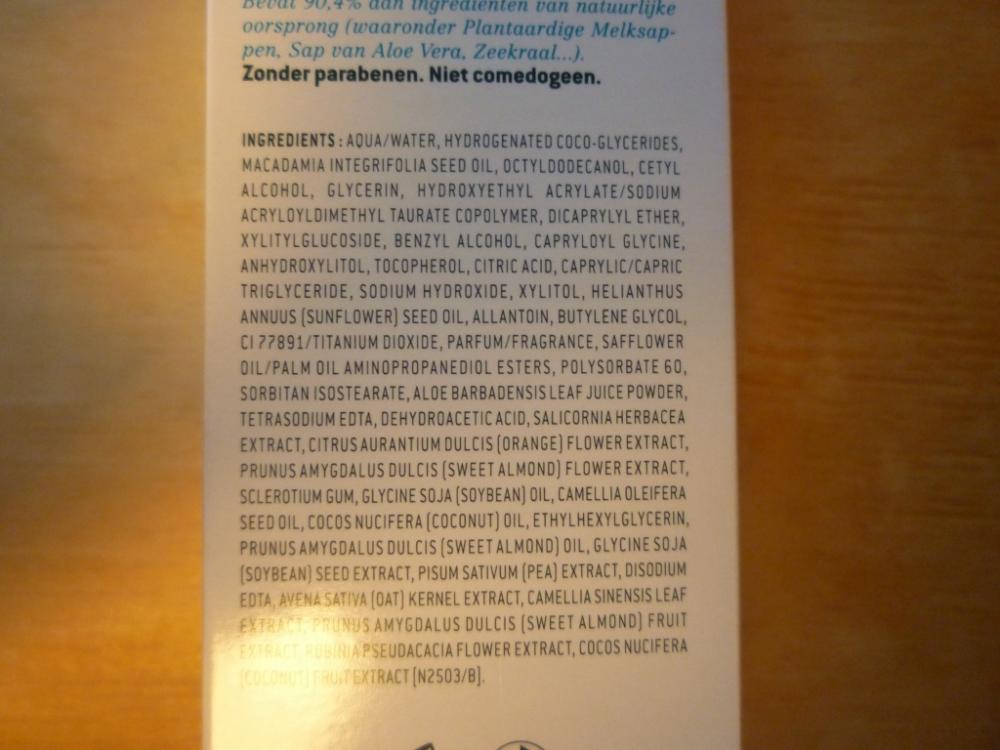 Bevat 90,4% aan ingrediënten van natuurlijke
oorsprong (waaronder Plantaardige Melksap-
pen, Sap van Aloe Vera, Zeekraal...).
Zonder parabenen. Niet comedogeen.
INGREDIENTS : AQUA/WATER, HYDROGENATED COCO-GLYCERIDES,
MACADAMIA INTEGRIFOLIA SEED OIL, OCTYLDODECANOL, CETYL
ALCOHOL, GLYCERIN, HYDROXYETHYL ACRYLATE/SODIUM
ACRYLOYLDIMETHYL TAURATE COPOLYMER, DICAPRYLYL ETHER,
XYLITYLGLUCOSIDE, BENZYL ALCOHOL, CAPRYLOYL GLYCINE,
ANHYDROXYLITOL, TOCOPHEROL, CITRIC ACID, CAPRYLIC/CAPRIC
TRIGLYCERIDE, SODIUM HYDROXIDE, XYLITOL, HELIANTHUS
ANNUUS (SUNFLOWER) SEED OIL, ALLANTOIN, BUTYLENE GLYCOL,
CI 77891/TITANIUM DIOXIDE, PARFUM/FRAGRANCE, SAFFLOWER
OIL/PALM OIL AMINOPROPANEDIOL ESTERS, POLYSORBATE 60,
SORBITAN ISOSTEARATE, ALOE BARBADENSIS LEAF JUICE POWDER,
TETRASODIUM EDTA, DEHYDROACETIC ACID, SALICORNIA HERBACEA
EXTRACT, CITRUS AURANTIUM DULCIS (ORANGE) FLOWER EXTRACT,
PRUNUS AMYGDALUS DULCIS (SWEET ALMOND) FLOWER EXTRACT,
SCLEROTIUM GUM, GLYCINE SOJA (SOYBEAN) OIL, CAMELLIA OLEIFERA
SEED OIL, COCOS NUCIFERA (COCONUT) OIL, ETHYLHEXYLGLYCERIN,
PRUNUS AMYGDALUS DULCIS (SWEET ALMOND) OIL, GLYCINE SOJA
(SOYBEAN) SEED EXTRACT, PISUM SATIVUM (PEA) EXTRACT, DISODIUM
EDTA, AVENA SATIVA (OAT) KERNEL EXTRACT, CAMELLIA SINENSIS LEAF
EXTRACT, PRUNUS AMYGDALUS DULCIS (SWEET ALMOND) FRUIT
EXTRACT, ROBINIA PSEUDACACIA FLOWER EXTRACT, COCOS NUCIFERA
(COCONUT) FRUIT EXTRACT [N2503/B].